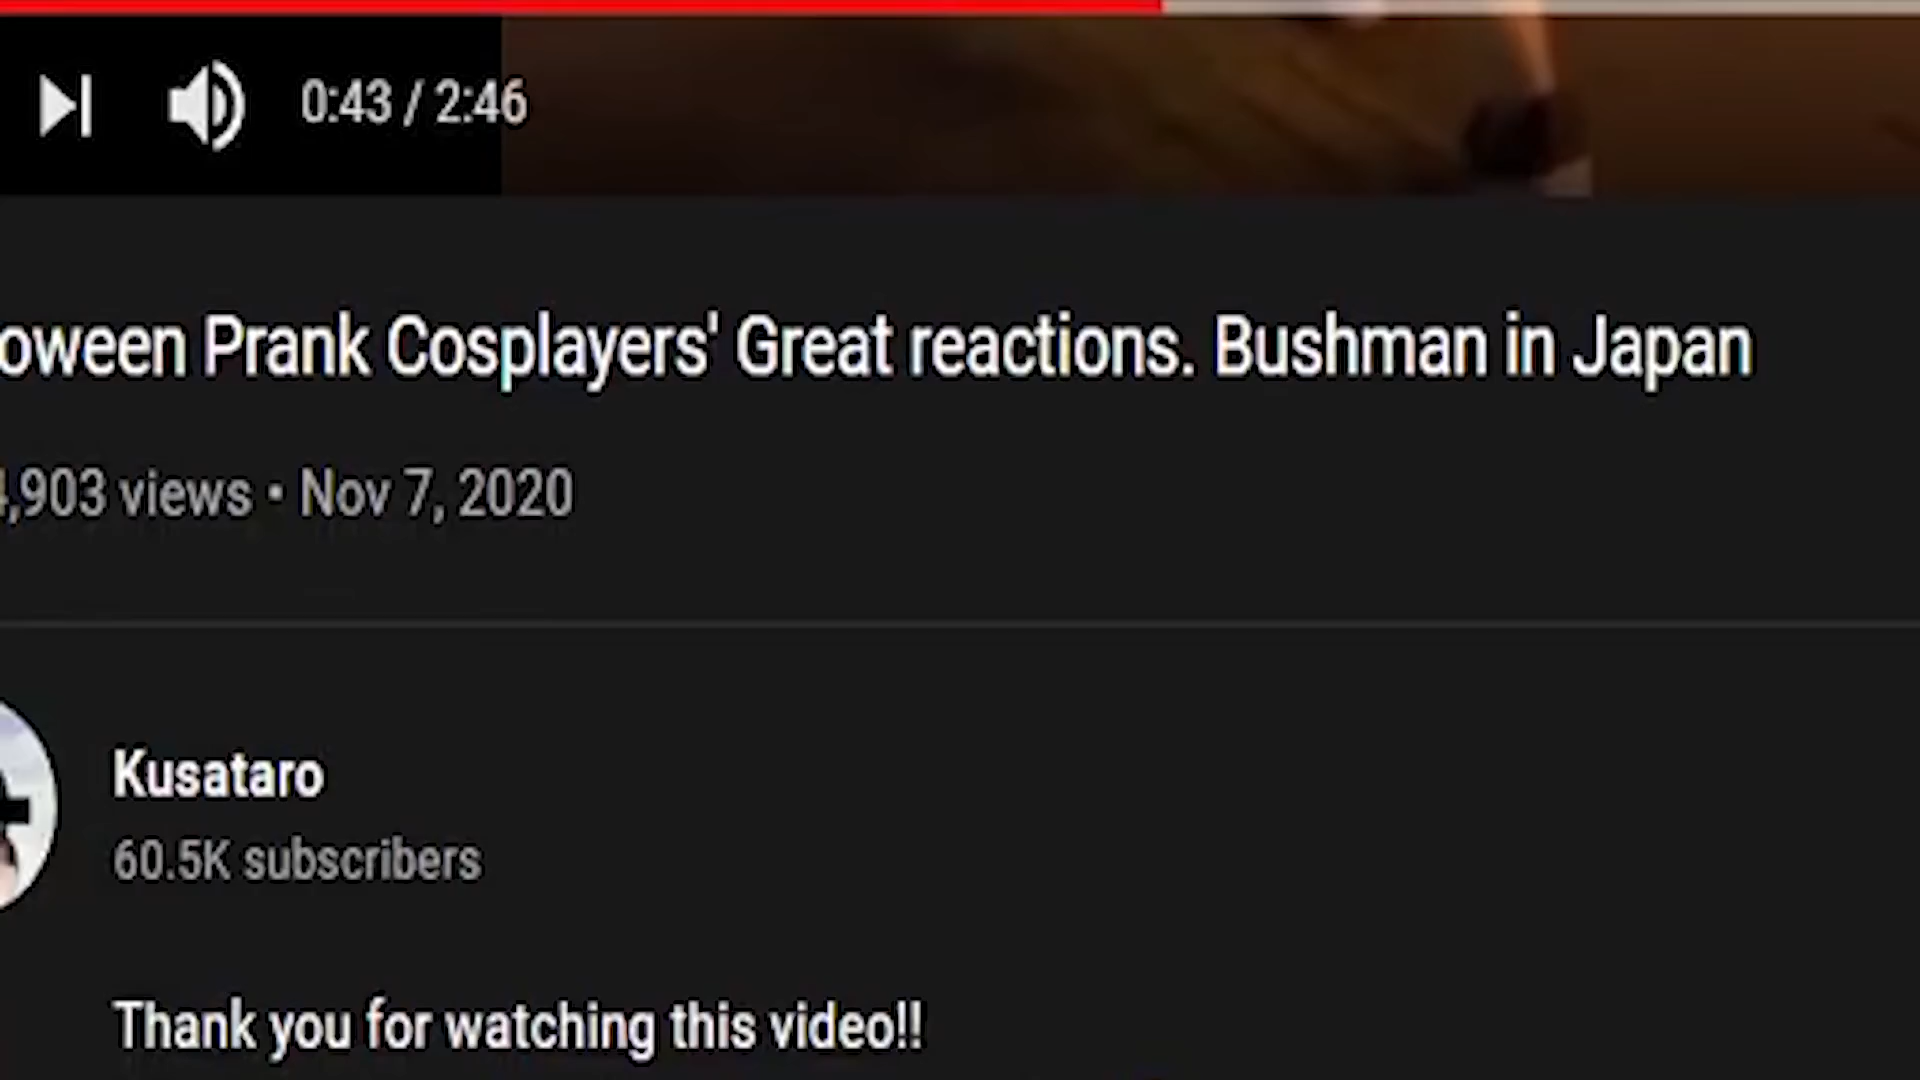 0:43 / 2:46
oween Prank Cosplayers' Great reactions. Bushman in Japan
4,903 views • Nov 7, 2020
Kusataro
60.5K subscribers
Thank you for watching this video!!